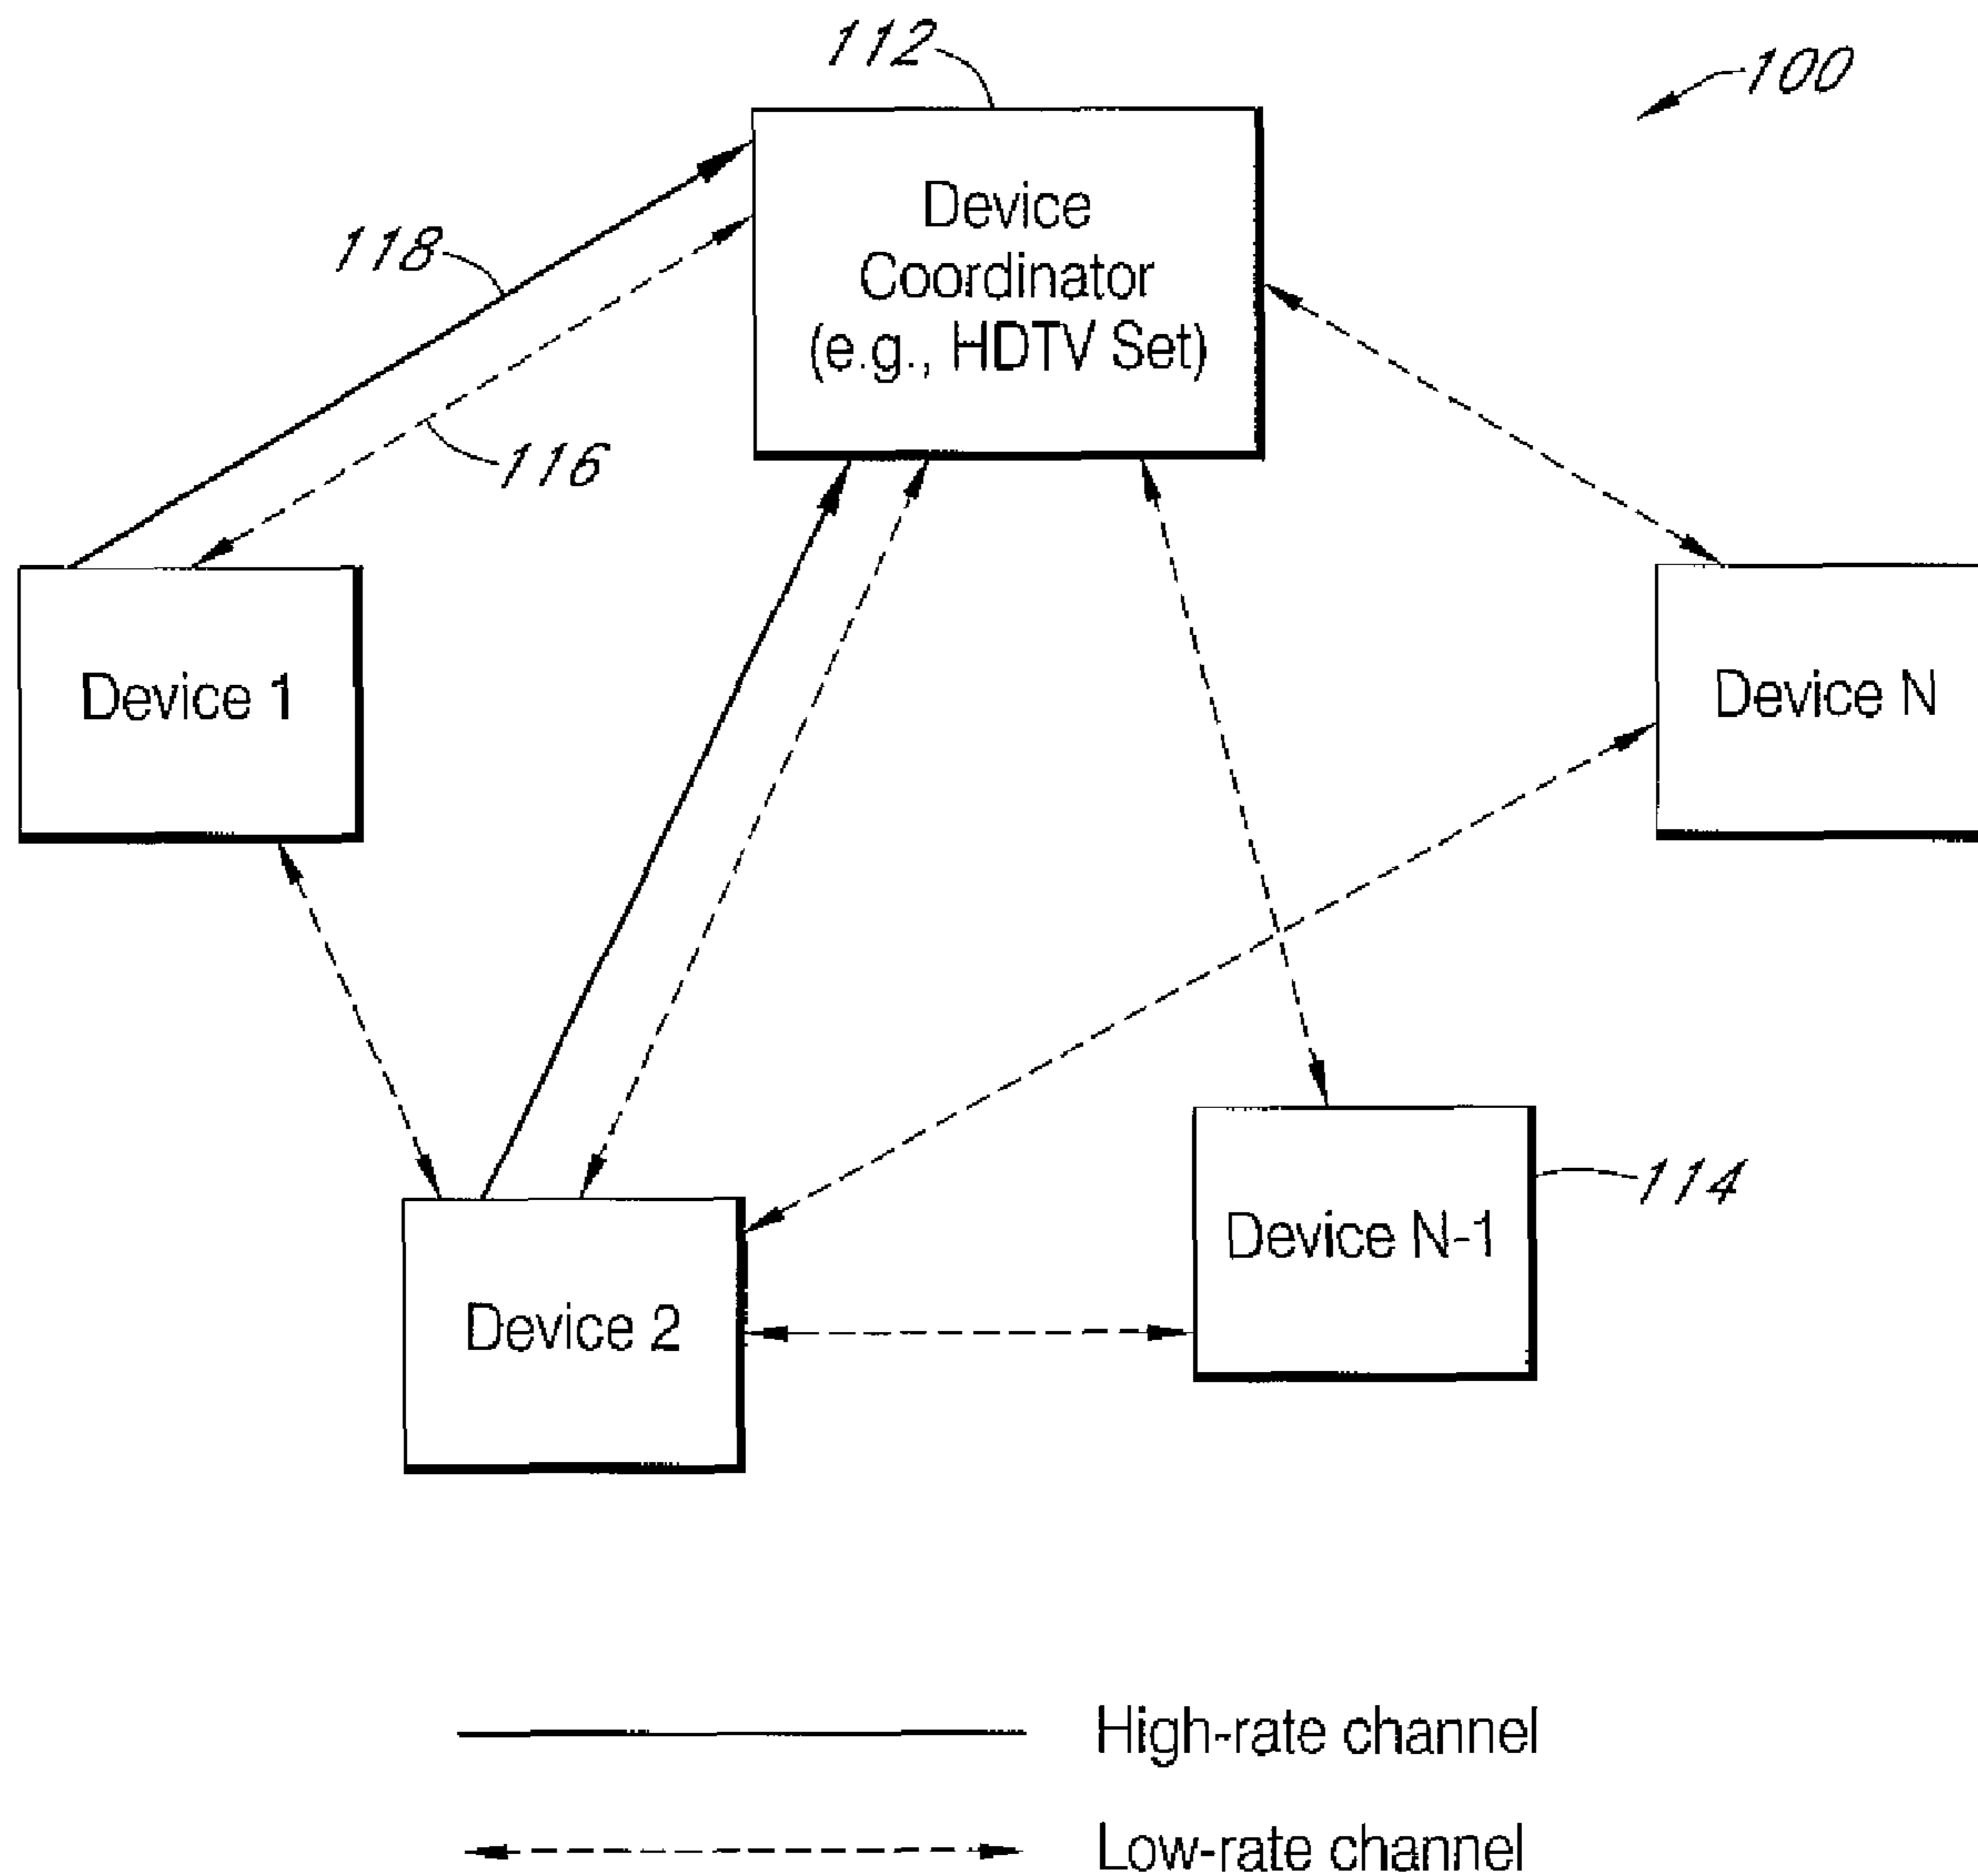 112
100
Device
Coordinator
(e.g., HDTV Set)
118
116
Device 1
Device N
114
Device N-1
Device 2
High-rate channel
Low-rate channel